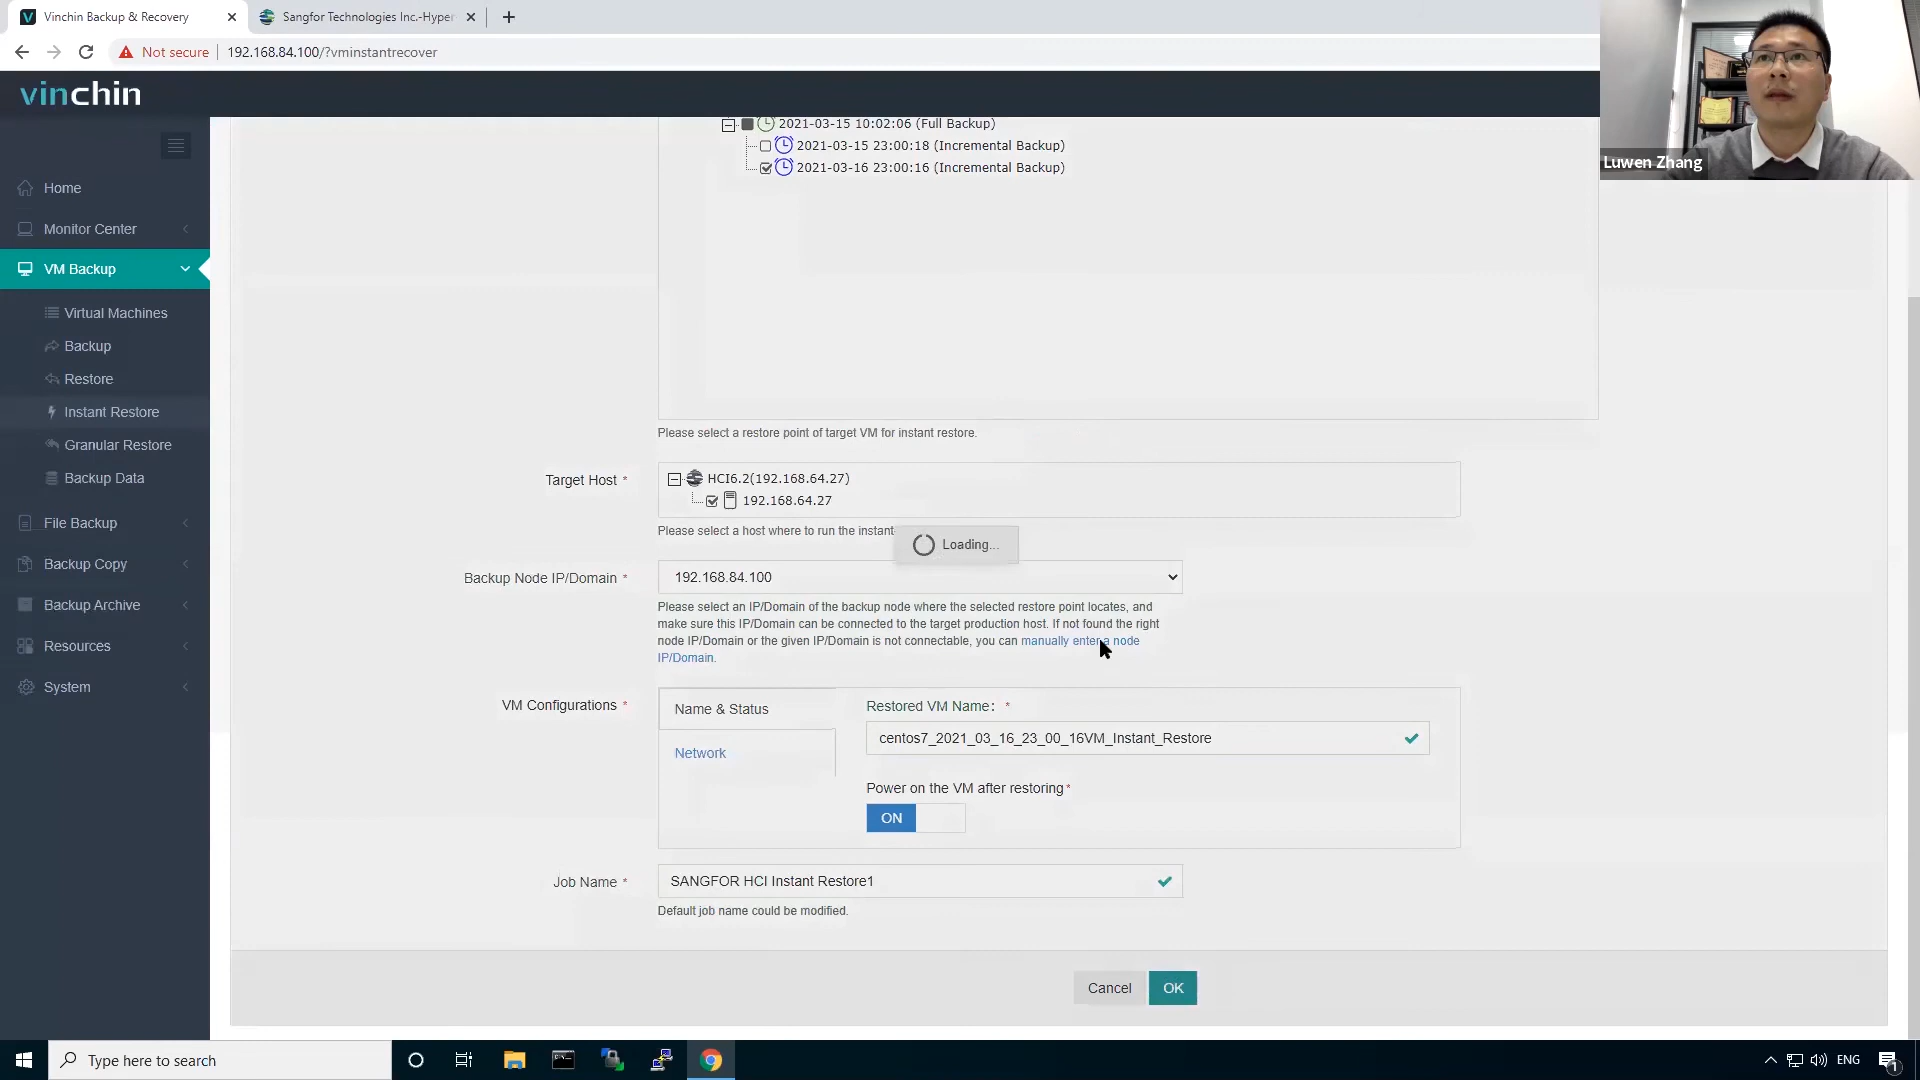 Vinchin Backup & Recovery
Sangfor Technologies Inc.-Hyper
Not secure
192.168.84.100/?vminstantrecover
vinchin
Luwen Zhang
Home
Monitor Center
VM Backup
Virtual Machines
Backup
Restore
Instant Restore
Granular Restore
Backup Data
File Backup
Backup Copy
Backup Archive
Resources
System
2021-03-15 10:02:06 (Full Backup)
2021-03-15 23:00:18 (Incremental Backup)
2021-03-16 23:00:16 (Incremental Backup)
Please select a restore point of target VM for instant restore.
Target Host *
HCI6.2(192.168.64.27)
192.168.64.27
Please select a host where to run the instant
Loading...
Backup Node IP/Domain *
192.168.84.100
Please select an IP/Domain of the backup node where the selected restore point locates, and
make sure this IP/Domain can be connected to the target production host. If not found the right
node IP/Domain or the given IP/Domain is not connectable, you can manually enter a node
IP/Domain.
VM Configurations *
Name & Status
Network
Restored VM Name: *
centos7_2021_03_16_23_00_16VM_Instant_Restore
Power on the VM after restoring*
ON
Job Name *
SANGFOR HCI Instant Restore1
Default job name could be modified.
Cancel
OK
Type here to search
ENG
1